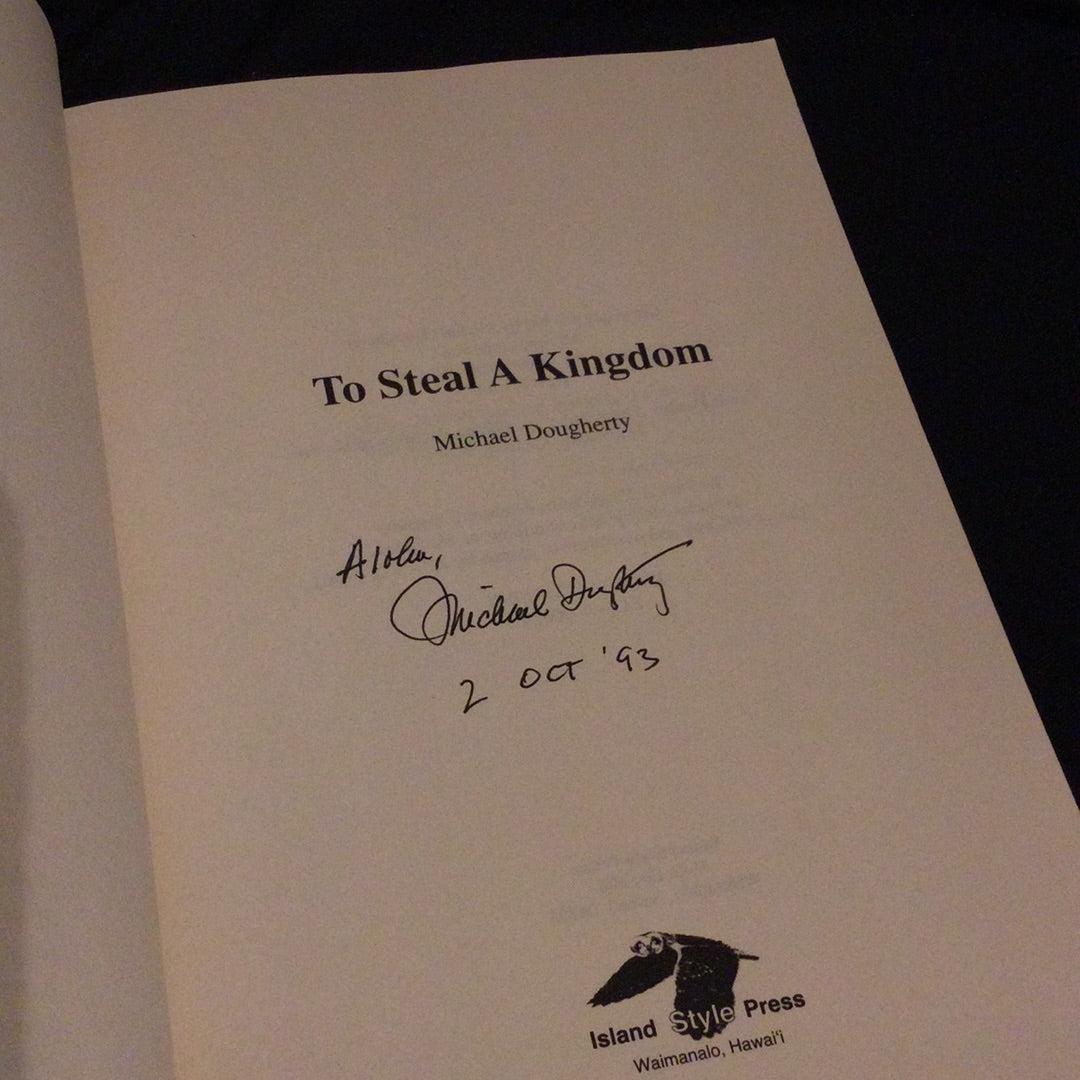 To Steal A Kingdom
Michael Dougherty
Aloha,
Michael Dougherty
2 OCT '93
Island Style Press
Waimanalo, Hawai‘i